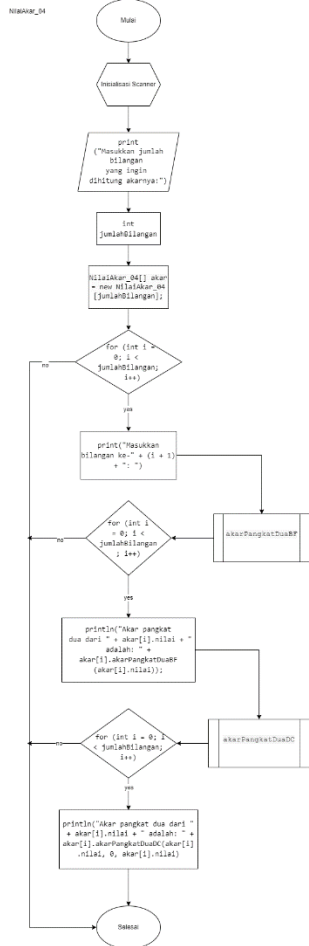 NilaiAkar_04
Mulai
Inisialisasi Scanner
print
("Masukkan jumlah
bilangan
yang ingin
dihitung akarnya:")
int
jumlahBilangan
NilaiAkar_04[] akar
= new NilaiAkar_04
[jumlahBilangan];
for (int i =
0; i <
jumlahBilangan;
i++)
no
yes
print("Masukkan
bilangan ke-" + (i + 1)
+ ": ")
akarPangkatDuaBF
for (int i
= 0; i <
jumlahBilangan
; i++)
no
yes
println("Akar pangkat
dua dari " + akar[i].nilai + "
adalah: " +
akar[i].akarPangkatDuaBF
(akar[i].nilai));
akarPangkatDuaDC
for (int i = 0; i
< jumlahBilangan;
i++)
no
yes
println("Akar pangkat dua dari "
+ akar[i].nilai + " adalah: " +
akar[i].akarPangkatDuaDC(akar[i]
.nilai, 0, akar[i].nilai)
Selesai